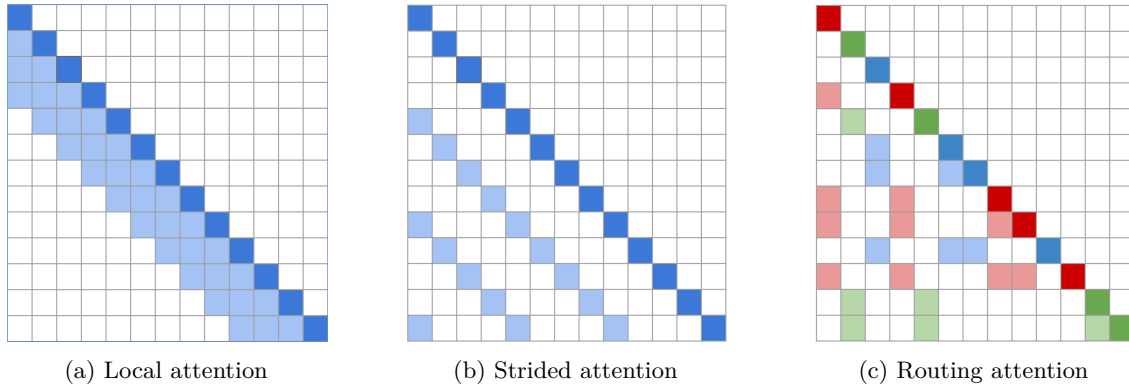 (a) Local attention
(b) Strided attention
(c) Routing attention